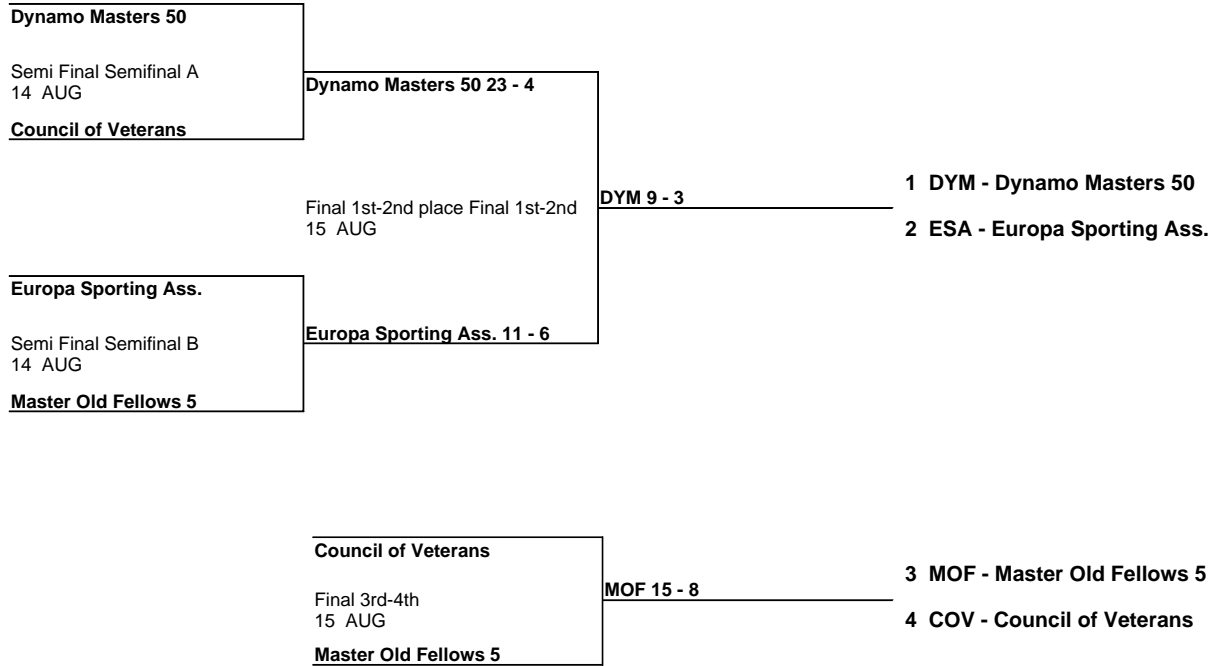 Dynamo Masters 50
Semi Final Semifinal A
14 AUG
Council of Veterans
Dynamo Masters 50 23 - 4
Final 1st-2nd place Final 1st-2nd
15 AUG
DYM 9 - 3
1 DYM - Dynamo Masters 50
2 ESA - Europa Sporting Ass.
Europa Sporting Ass.
Semi Final Semifinal B
14 AUG
Master Old Fellows 5
Europa Sporting Ass. 11 - 6
Council of Veterans
Final 3rd-4th
15 AUG
Master Old Fellows 5
MOF 15 - 8
3 MOF - Master Old Fellows 5
4 COV - Council of Veterans